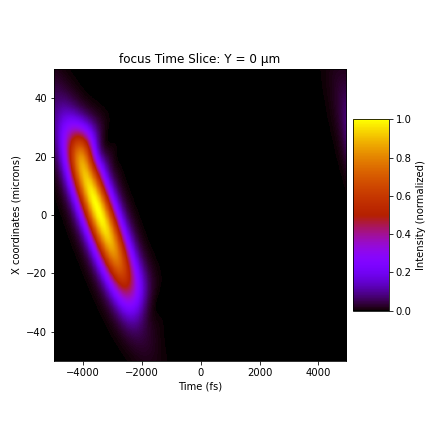 focus Time Slice: Y = 0 μm
X coordinates (microns)
40
20
0
−20
−40
−4000 −2000 0 2000 4000
Time (fs)
1.0
0.8
0.6
0.4
0.2
0.0
Intensity (normalized)